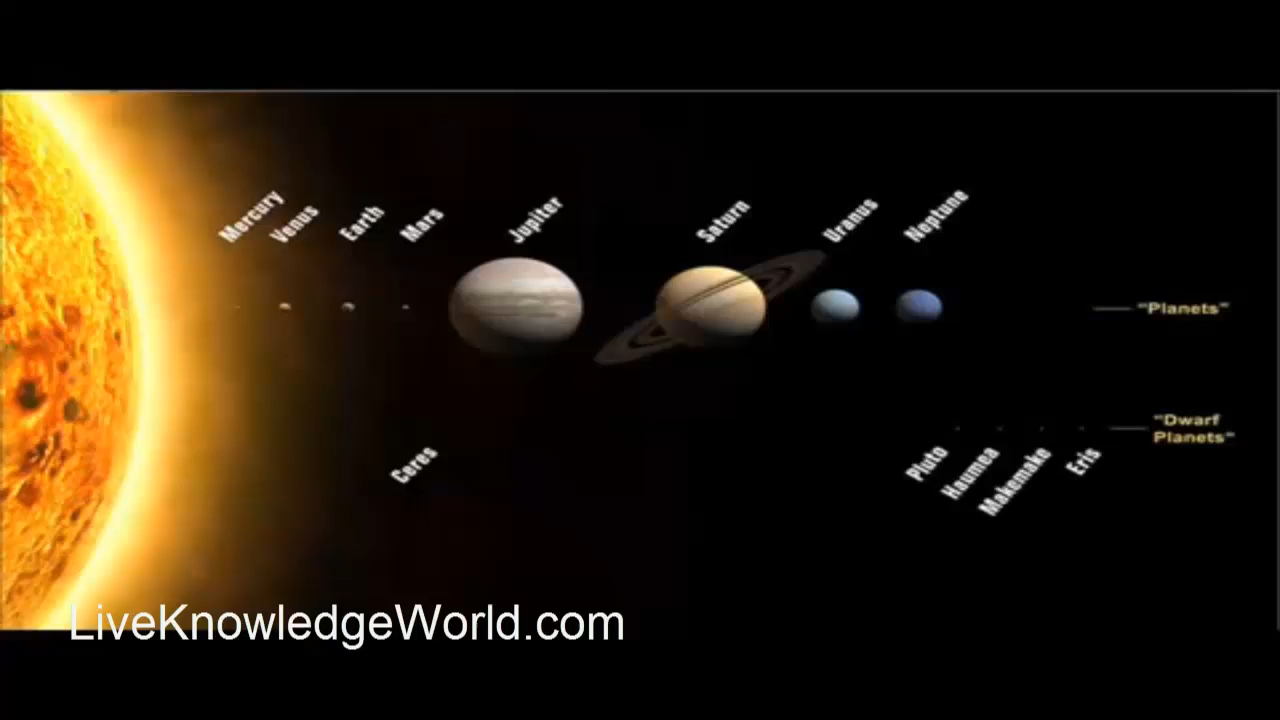 Mercury
Venus
Earth
Mars
Jupiter
Saturn
Uranus
Neptune
"Planets"
"Dwarf
Planets"
Ceres
Pluto
Haumea
Makemake
Eris
LiveKnowledgeWorld.com